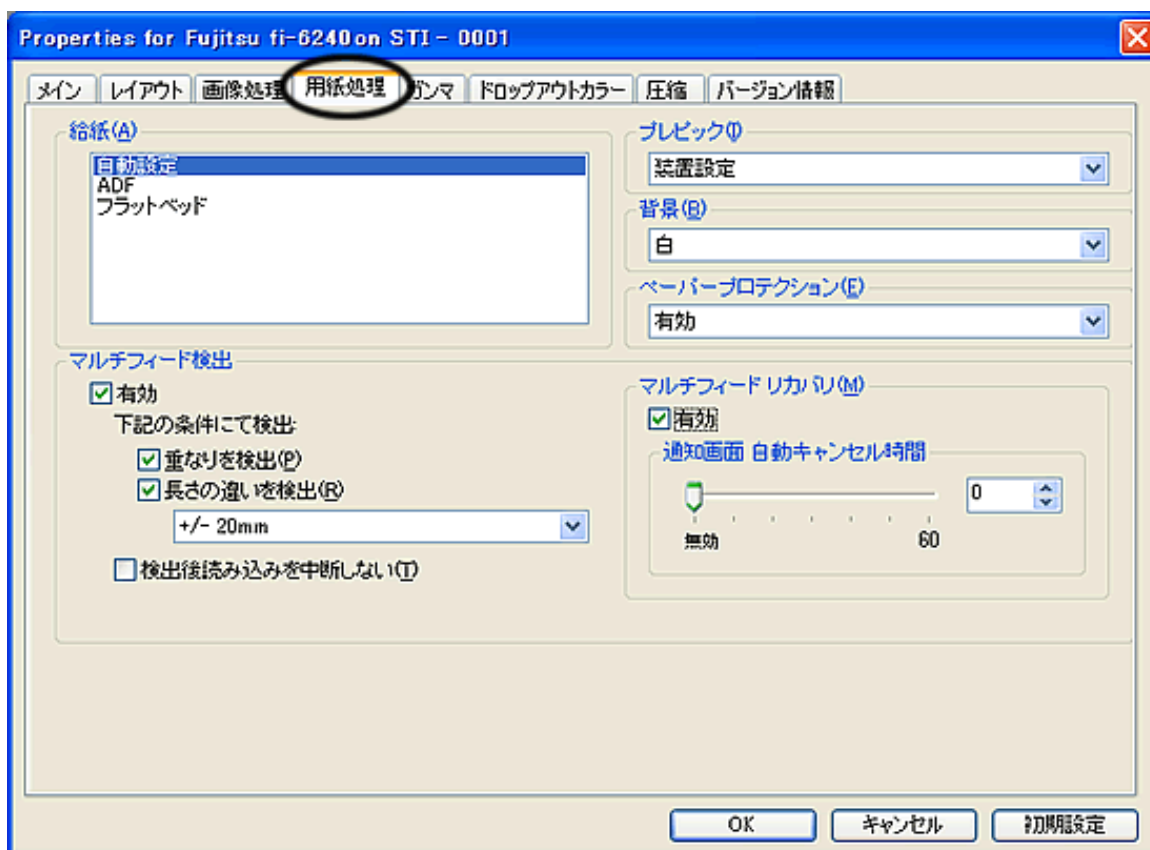 Properties for Fujitsu fi-6240 on STI - 0001
メイン レイアウト 画像処理 用紙処理 ガンマ ドロップアウトカラー 圧縮 バージョン情報
給紙(A)
自動設定
ADF
フラットベッド
プレピック(I)
装置設定
背景(B)
白
ペーパープロテクション(E)
有効
マルチフィード検出
有効
下記の条件にて検出:
重なりを検出(P)
長さの違いを検出(R)
+/- 20mm
検出後読み込みを中断しない(T)
マルチフィード リカバリ(M)
有効
通知画面 自動キャンセル時間
0
無効 60
OK キャンセル 初期設定